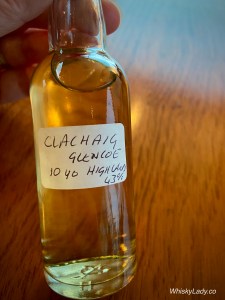 CLACHAIG
GLENCOE
10 YO HIGHLAND
43%
WhiskyLady.co